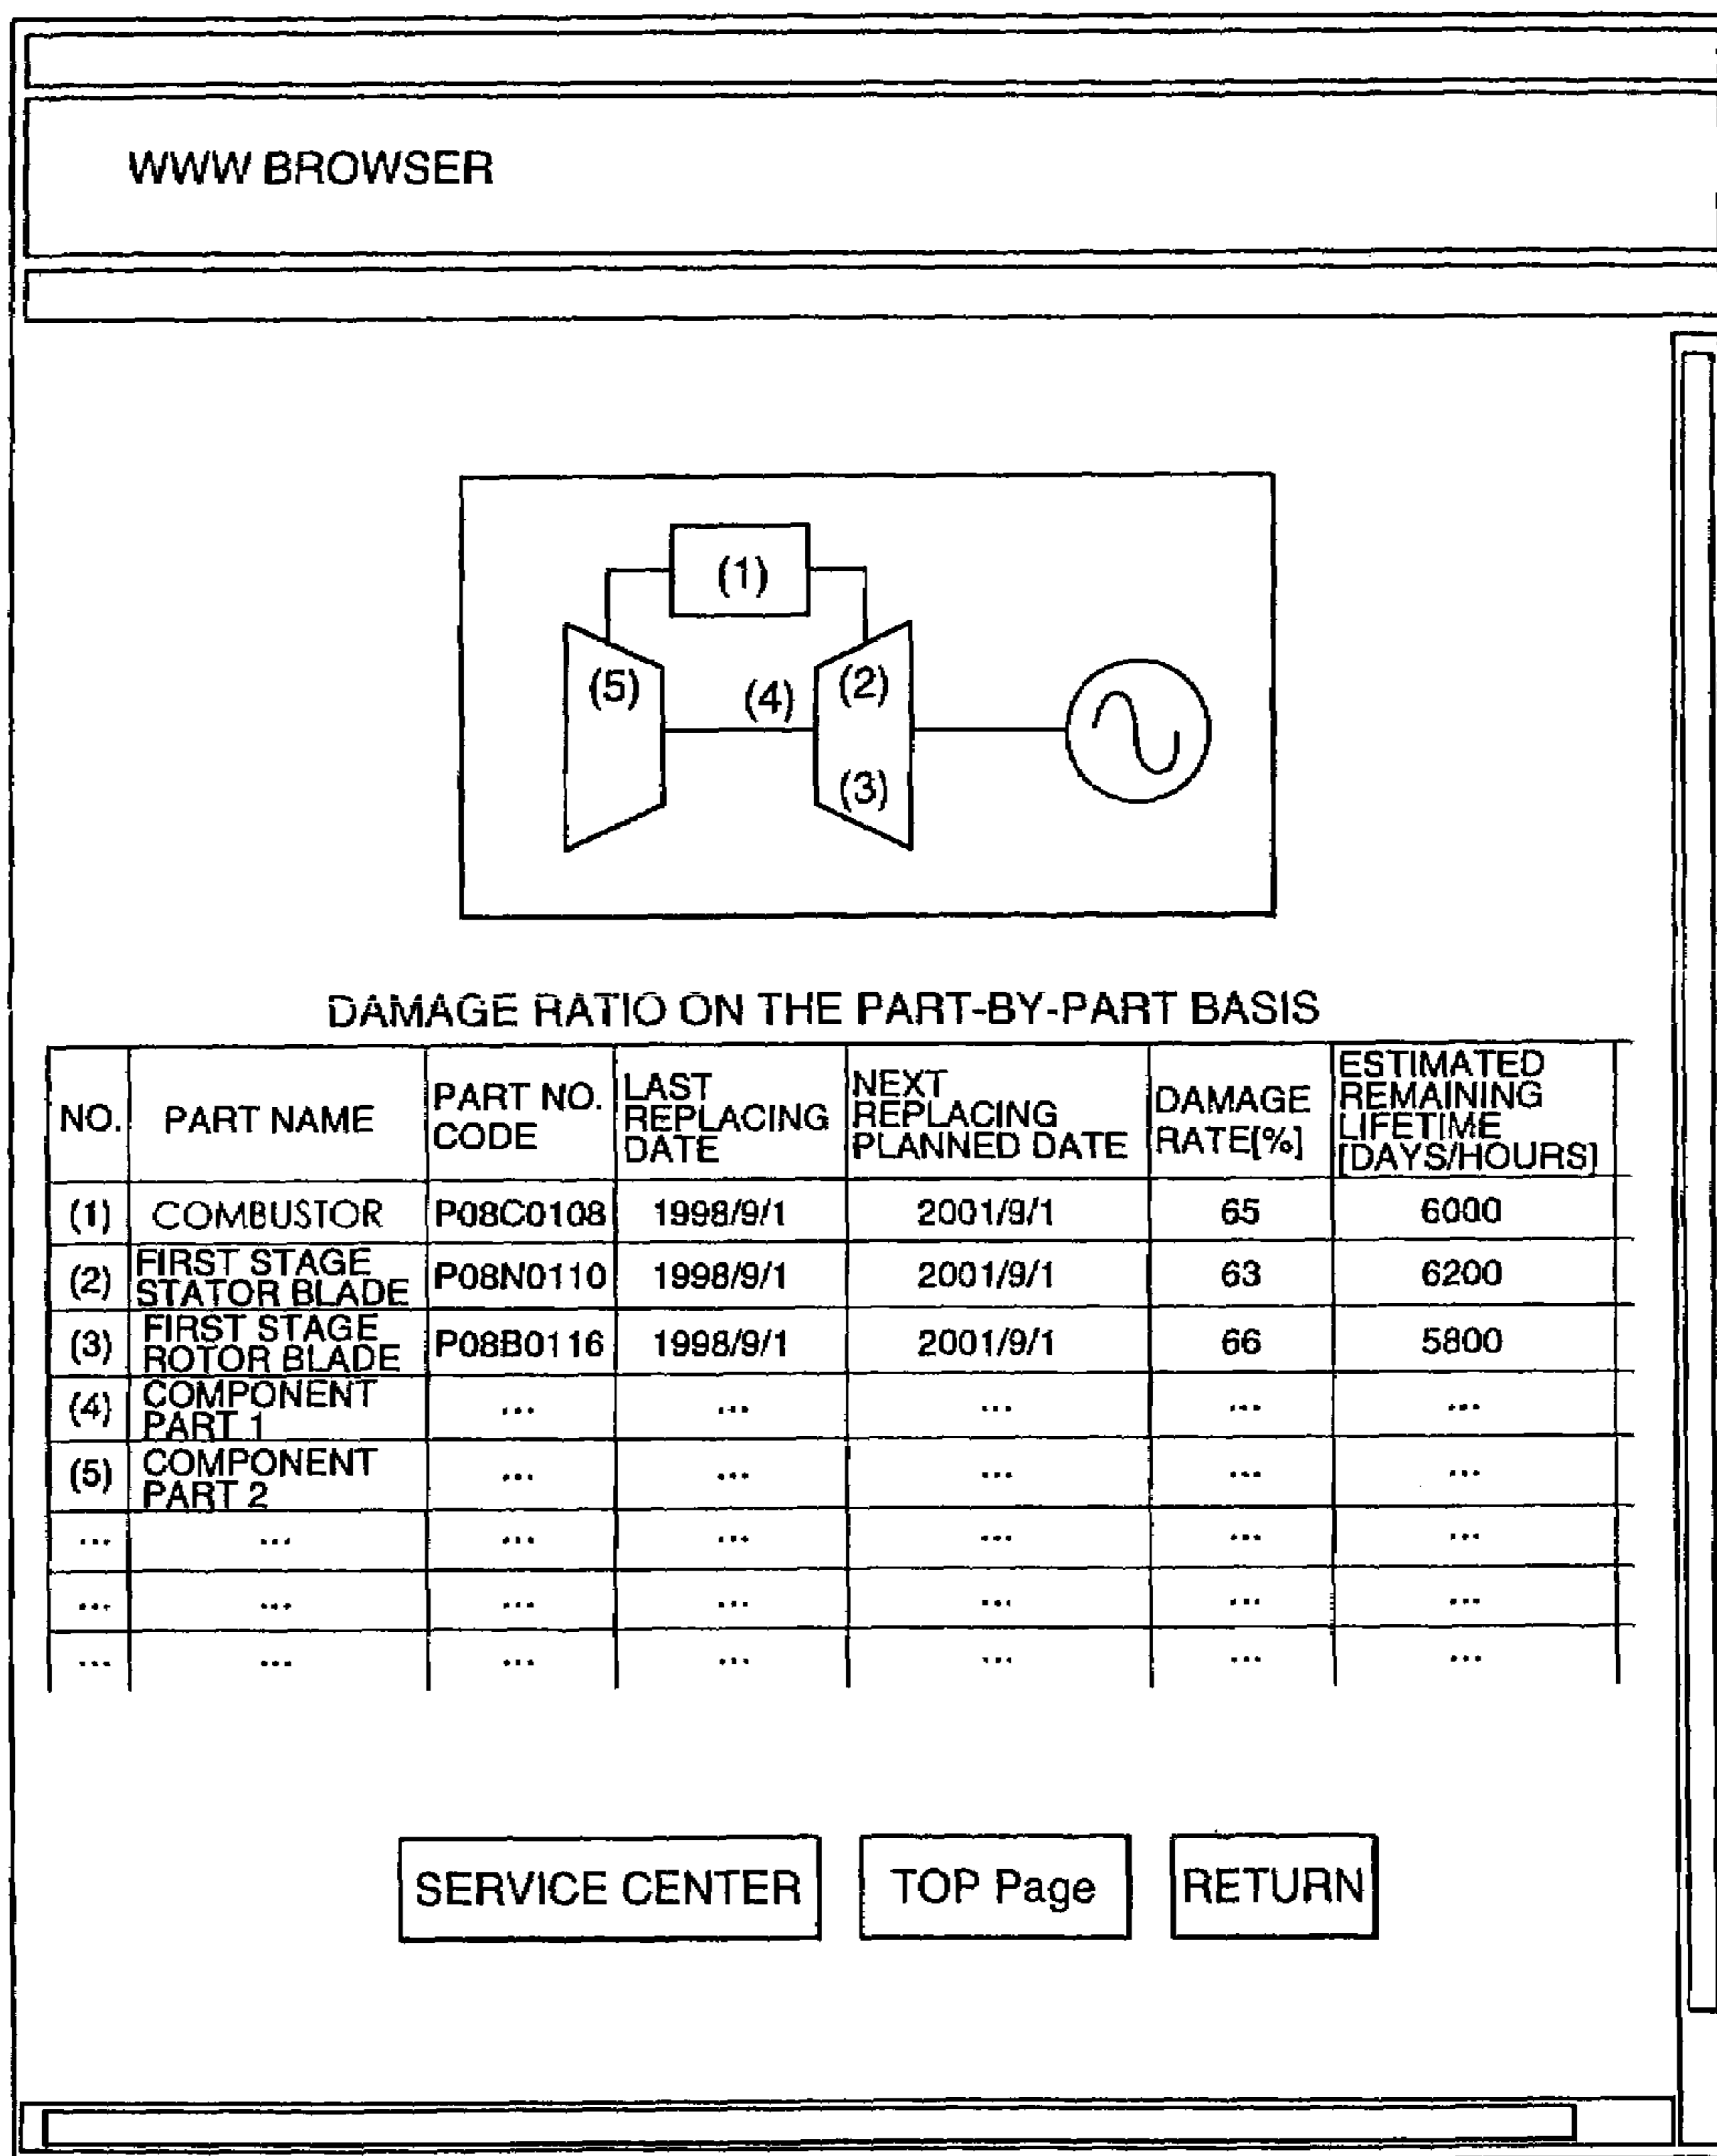 WWW BROWSER
(1)
(5) (4) (2)
(3)
DAMAGE RATIO ON THE PART-BY-PART BASIS
NO. PART NAME PART NO. CODE LAST REPLACING DATE NEXT REPLACING PLANNED DATE DAMAGE RATE[%] ESTIMATED REMAINING LIFETIME [DAYS/HOURS]
(1) COMBUSTOR P08C0108 1998/9/1 2001/9/1 65 6000
(2) FIRST STAGE STATOR BLADE P08N0110 1998/9/1 2001/9/1 63 6200
(3) FIRST STAGE ROTOR BLADE P08B0116 1998/9/1 2001/9/1 66 5800
(4) COMPONENT PART 1 ... ... ... ... ...
(5) COMPONENT PART 2 ... ... ... ... ...
... ... ... ... ... ... ...
... ... ... ... ... ... ...
... ... ... ... ... ... ...
SERVICE CENTER TOP Page RETURN